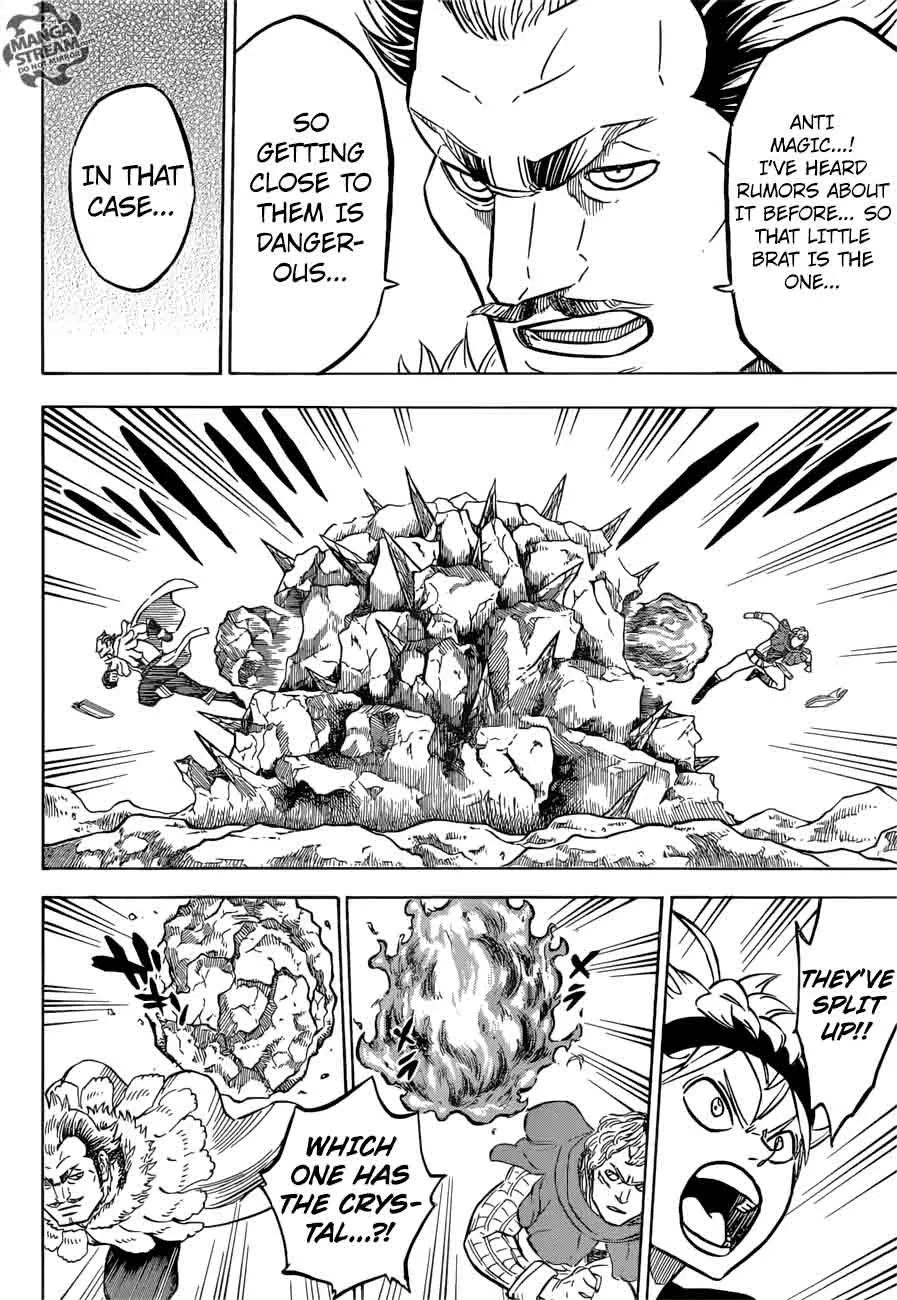 MANGA
STREAM
DO NOT MIRROR
ANTI
MAGIC...!
I'VE HEARD
RUMORS ABOUT
IT BEFORE... SO
THAT LITTLE
BRAT IS THE
ONE...
SO
GETTING
CLOSE TO
THEM IS
DANGER-
OUS...
IN THAT
CASE...
THEY'VE
SPLIT
UP!!
WHICH
ONE HAS
THE CRYS-
TAL...?!